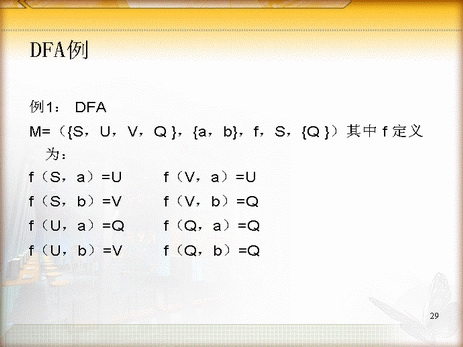 DFA例
例1： DFA
M=（{S，U，V，Q }，{a，b}，f，S，{Q }）其中 f 定义
为：
f（S，a）=U f（V，a）=U
f（S，b）=V f（V，b）=Q
f（U，a）=Q f（Q，a）=Q
f（U，b）=V f（Q，b）=Q
29